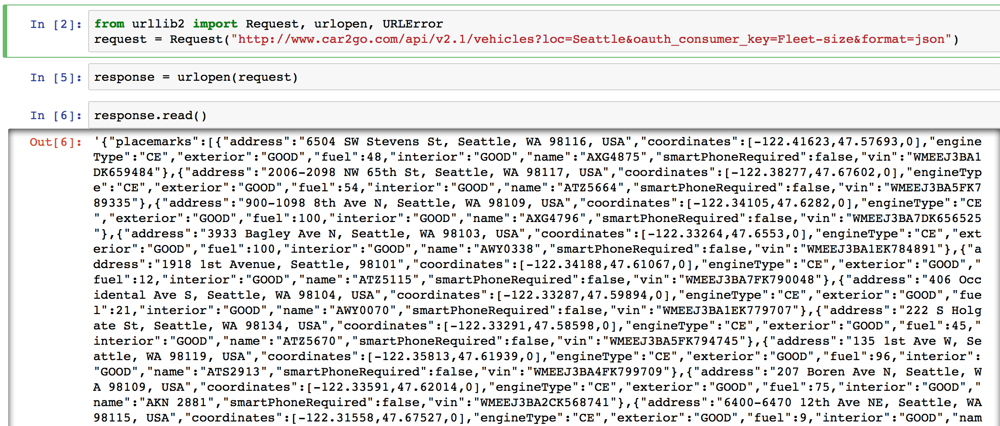 In [2]: from urllib2 import Request, urlopen, URLError
request = Request("http://www.car2go.com/api/v2.1/vehicles?loc=Seattle&oauth_consumer_key=Fleet-size&format=json")
In [5]: response = urlopen(request)
In [6]: response.read()
Out[6]: '{"placemarks":[{"address":"6504 SW Stevens St, Seattle, WA 98116, USA","coordinates":[-122.41623,47.57693,0],"engine
Type":"CE","exterior":"GOOD","fuel":48,"interior":"GOOD","name":"AXG4875","smartPhoneRequired":false,"vin":"WMEEJ3BA1
DK659484"},{"address":"2006-2098 NW 65th St, Seattle, WA 98117, USA","coordinates":[-122.38277,47.67602,0],"engineTyp
e":"CE","exterior":"GOOD","fuel":54,"interior":"GOOD","name":"ATZ5664","smartPhoneRequired":false,"vin":"WMEEJ3BA5FK7
89335"},{"address":"900-1098 8th Ave N, Seattle, WA 98109, USA","coordinates":[-122.34105,47.6282,0],"engineType":"CE
","exterior":"GOOD","fuel":100,"interior":"GOOD","name":"AXG4796","smartPhoneRequired":false,"vin":"WMEEJ3BA7DK656525
"},{"address":"3933 Bagley Ave N, Seattle, WA 98103, USA","coordinates":[-122.33264,47.6553,0],"engineType":"CE","ext
erior":"GOOD","fuel":100,"interior":"GOOD","name":"AWY0338","smartPhoneRequired":false,"vin":"WMEEJ3BA1EK784891"},{"a
ddress":"1918 1st Avenue, Seattle, 98101","coordinates":[-122.34188,47.61067,0],"engineType":"CE","exterior":"GOOD","
fuel":12,"interior":"GOOD","name":"ATZ5115","smartPhoneRequired":false,"vin":"WMEEJ3BA7FK790048"},{"address":"406 Occ
idental Ave S, Seattle, WA 98104, USA","coordinates":[-122.33287,47.59894,0],"engineType":"CE","exterior":"GOOD","fue
l":21,"interior":"GOOD","name":"AWY0070","smartPhoneRequired":false,"vin":"WMEEJ3BA1EK779707"},{"address":"222 S Holg
ate St, Seattle, WA 98134, USA","coordinates":[-122.33291,47.58598,0],"engineType":"CE","exterior":"GOOD","fuel":45,"
interior":"GOOD","name":"ATZ5670","smartPhoneRequired":false,"vin":"WMEEJ3BA5FK794745"},{"address":"135 1st Ave W, Se
attle, WA 98119, USA","coordinates":[-122.35813,47.61939,0],"engineType":"CE","exterior":"GOOD","fuel":96,"interior":
"GOOD","name":"ATS2913","smartPhoneRequired":false,"vin":"WMEEJ3BA4FK799709"},{"address":"207 Boren Ave N, Seattle, W
A 98109, USA","coordinates":[-122.33591,47.62014,0],"engineType":"CE","exterior":"GOOD","fuel":75,"interior":"GOOD","
name":"AKN 2881","smartPhoneRequired":false,"vin":"WMEEJ3BA2CK568741"},{"address":"6400-6470 12th Ave NE, Seattle, WA
98115, USA","coordinates":[-122.31558,47.67527,0],"engineType":"CE","exterior":"GOOD","fuel":9,"interior":"GOOD","nam